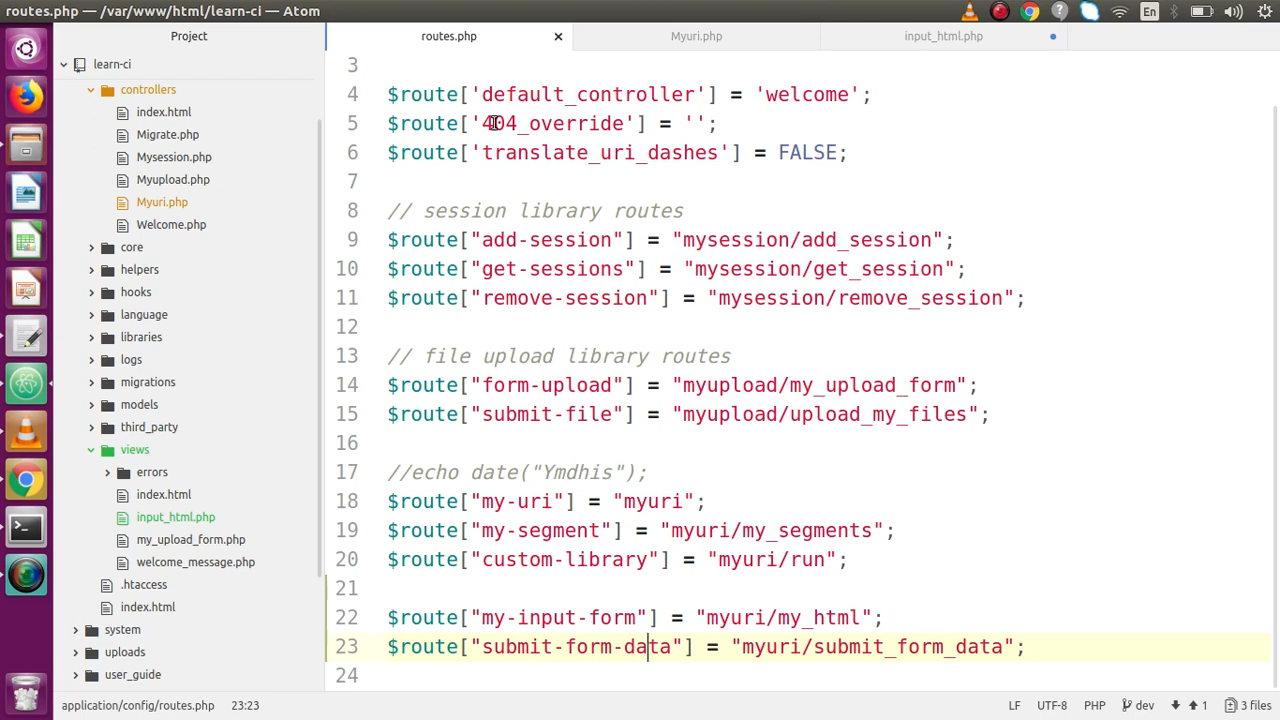 routes.php — /var/www/html/learn-ci — Atom
En
Project
routes.php
Myuri.php
input_html.php
learn-ci
controllers
index.html
Migrate.php
Mysession.php
Myupload.php
Myuri.php
Welcome.php
core
helpers
hooks
language
libraries
logs
migrations
models
third_party
views
errors
index.html
input_html.php
my_upload_form.php
welcome_message.php
.htaccess
index.html
system
uploads
user_guide
3
4 $route['default_controller'] = 'welcome';
5 $route['404_override'] = '';
6 $route['translate_uri_dashes'] = FALSE;
7
8 // session library routes
9 $route["add-session"] = "mysession/add_session";
10 $route["get-sessions"] = "mysession/get_session";
11 $route["remove-session"] = "mysession/remove_session";
12
13 // file upload library routes
14 $route["form-upload"] = "myupload/my_upload_form";
15 $route["submit-file"] = "myupload/upload_my_files";
16
17 //echo date("Ymdhis");
18 $route["my-uri"] = "myuri";
19 $route["my-segment"] = "myuri/my_segments";
20 $route["custom-library"] = "myuri/run";
21
22 $route["my-input-form"] = "myuri/my_html";
23 $route["submit-form-data"] = "myuri/submit_form_data";
24
application/config/routes.php 23:23
LF UTF-8 PHP dev 1 3 files